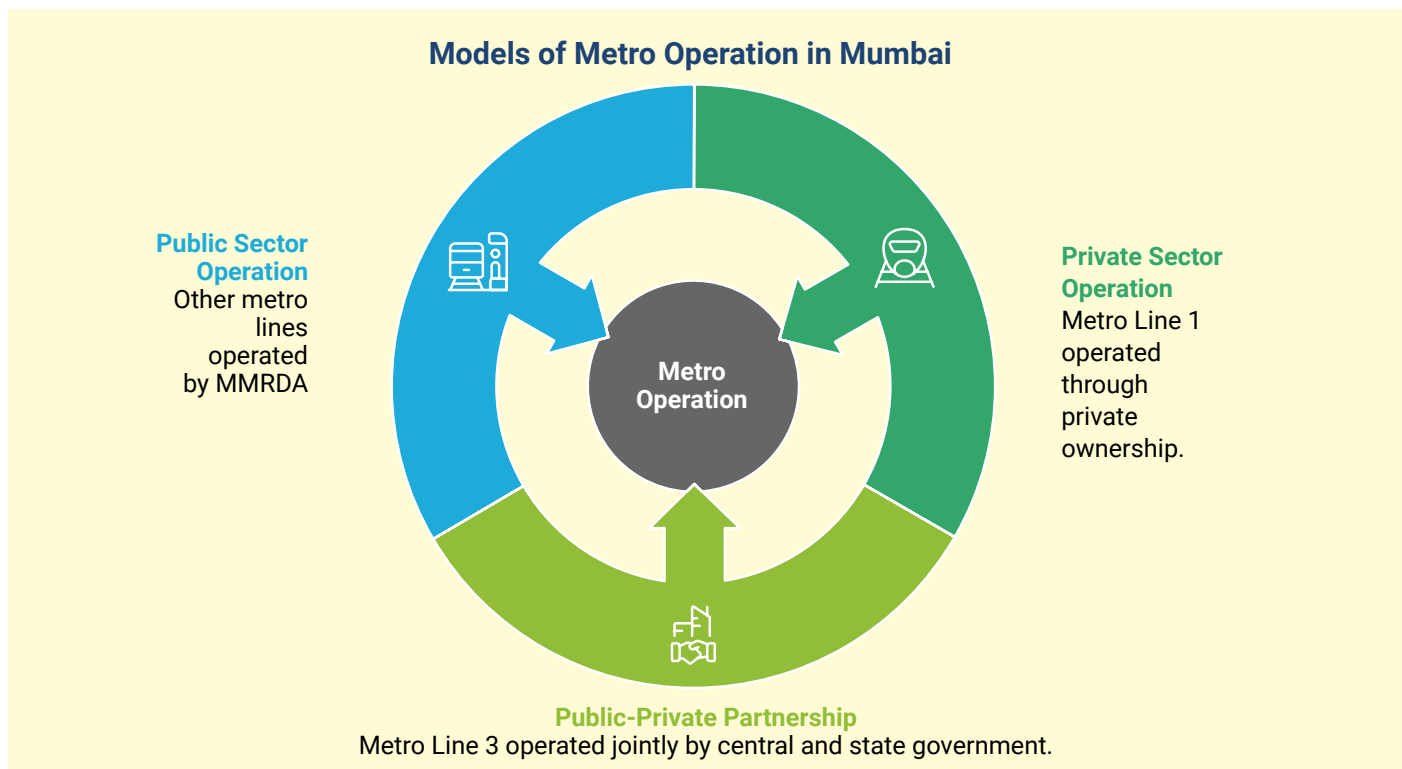 Models of Metro Operation in Mumbai
Public Sector
Operation
Other metro
lines
operated
by MMRDA
Metro
Operation
Private Sector
Operation
Metro Line 1
operated
through
private
ownership.
Public-Private Partnership
Metro Line 3 operated jointly by central and state government.